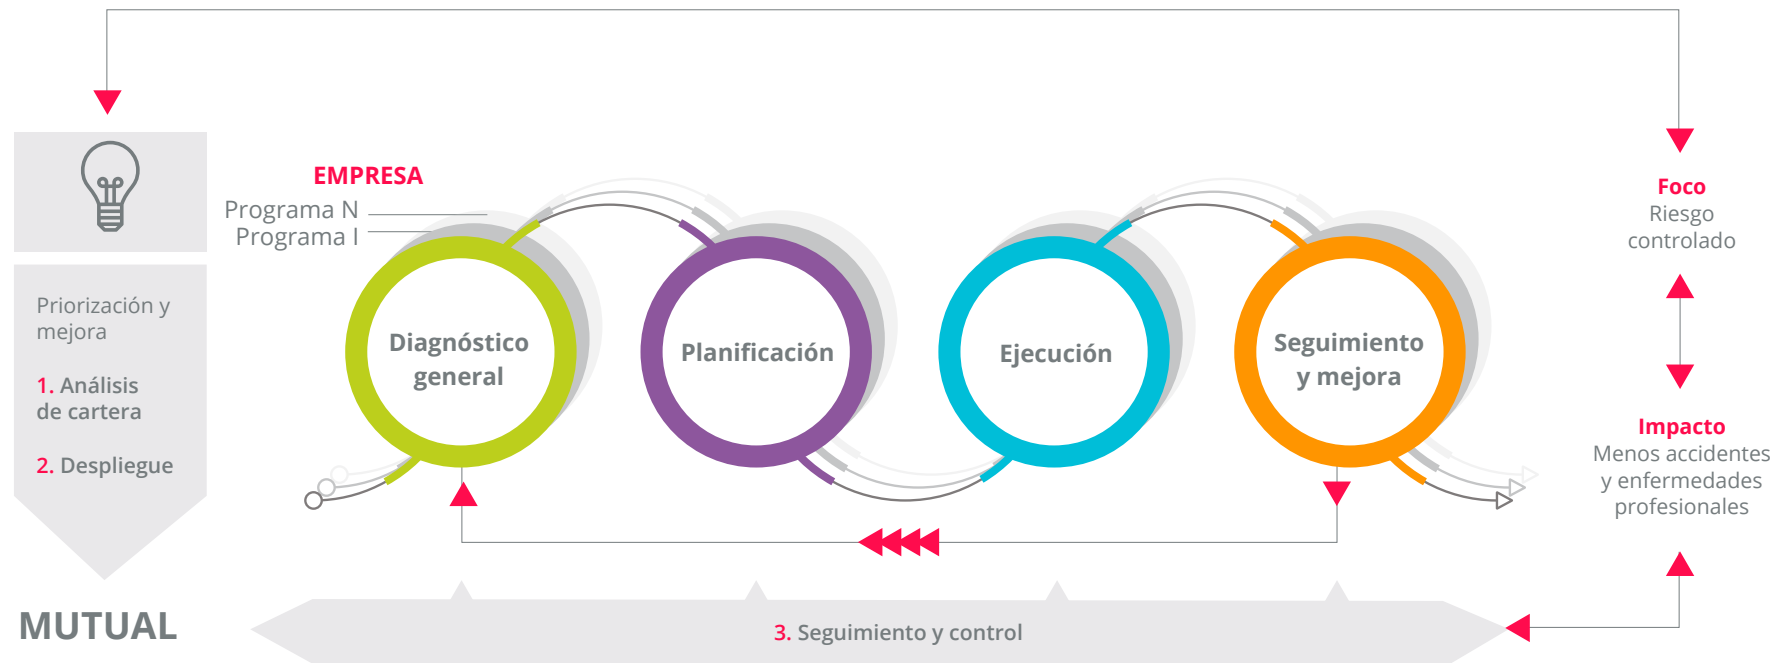 EMPRESA
Programa N
Programa I
Priorización y
mejora
1. Análisis
de cartera
2. Despliegue
MUTUAL
Diagnóstico
general
Planificación
Ejecución
Seguimiento
y mejora
Foco
Riesgo
controlado
Impacto
Menos accidentes
y enfermedades
profesionales
3. Seguimiento y control